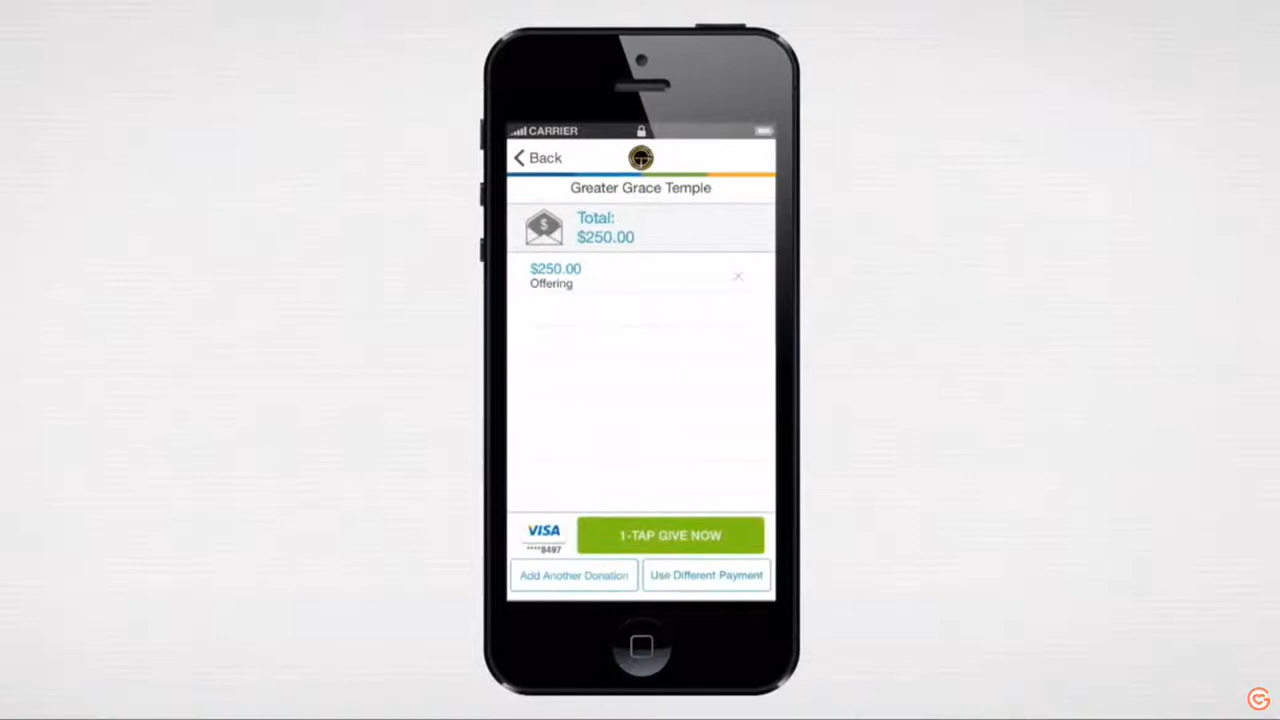 CARRIER
Back
Greater Grace Temple
$
Total:
$250.00
$250.00
Offering
VISA
****8497
1-TAP GIVE NOW
Add Another Donation
Use Different Payment